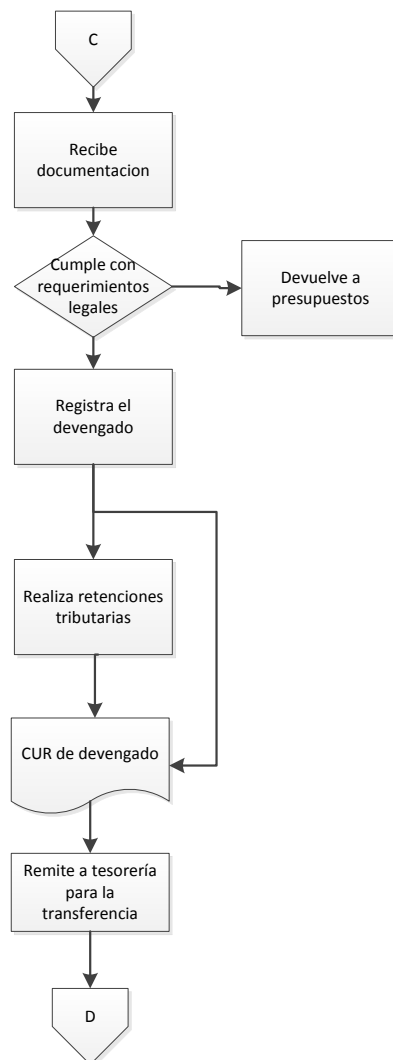 C
Recibe
documentacion
Cumple con
requerimientos
legales
Devuelve a
presupuestos
Registra el
devengado
Realiza retenciones
tributarias
CUR de devengado
Remite a tesorería
para la
transferencia
D